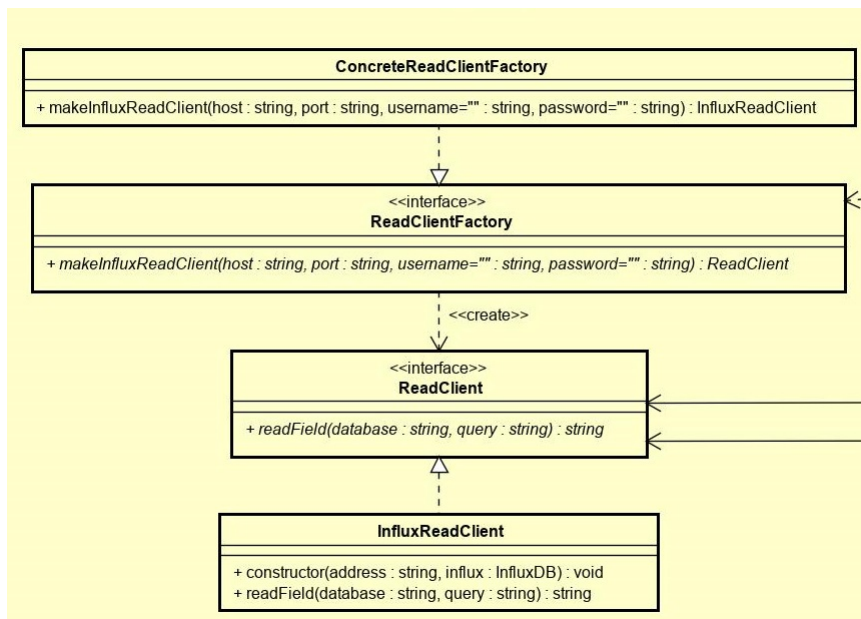 ConcreteReadClientFactory
+ makeInfluxReadClient(host : string, port : string, username="" : string, password="" : string) : InfluxReadClient
<<interface>>
ReadClientFactory
+ makeInfluxReadClient(host : string, port : string, username="" : string, password="" : string) : ReadClient
<<create>>
<<interface>>
ReadClient
+ readField(database : string, query : string) : string
InfluxReadClient
+ constructor(address : string, influx : InfluxDB) : void
+ readField(database : string, query : string) : string